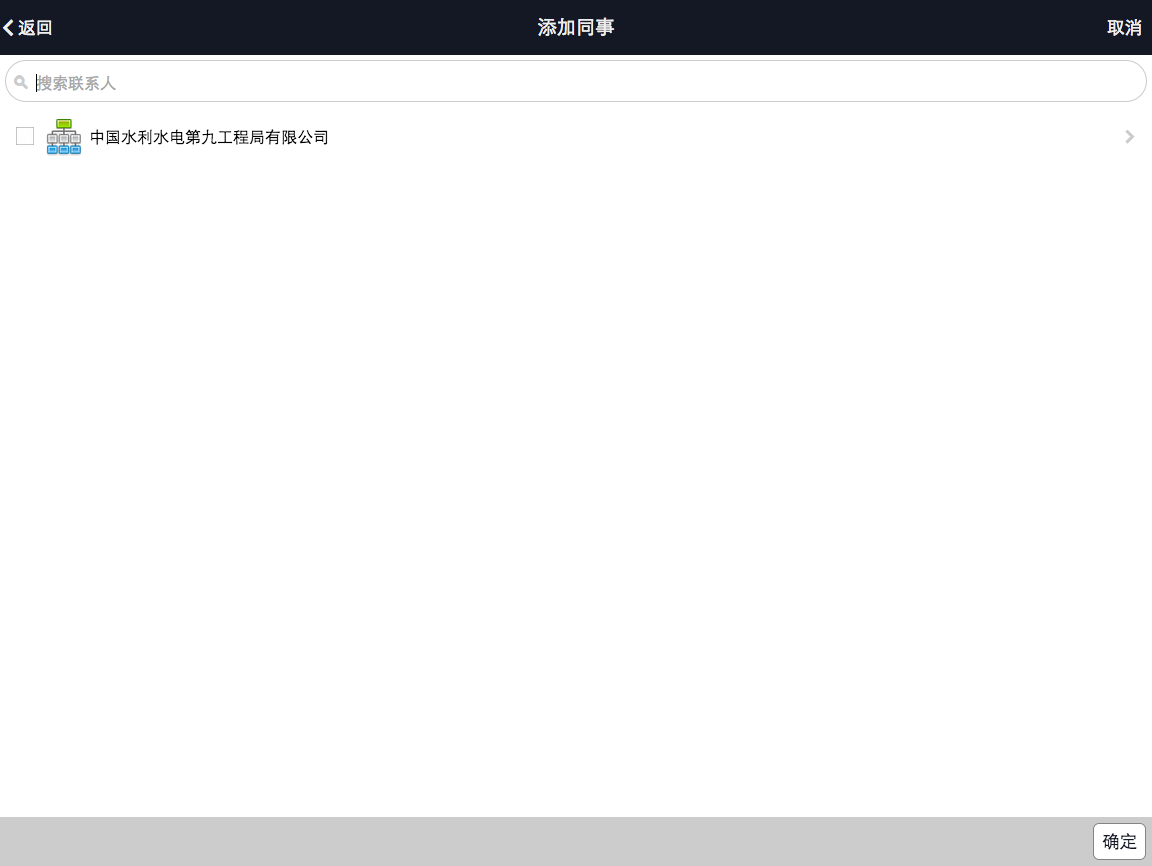 返回
添加同事
取消
搜索联系人
中国水利水电第九工程局有限公司
确定